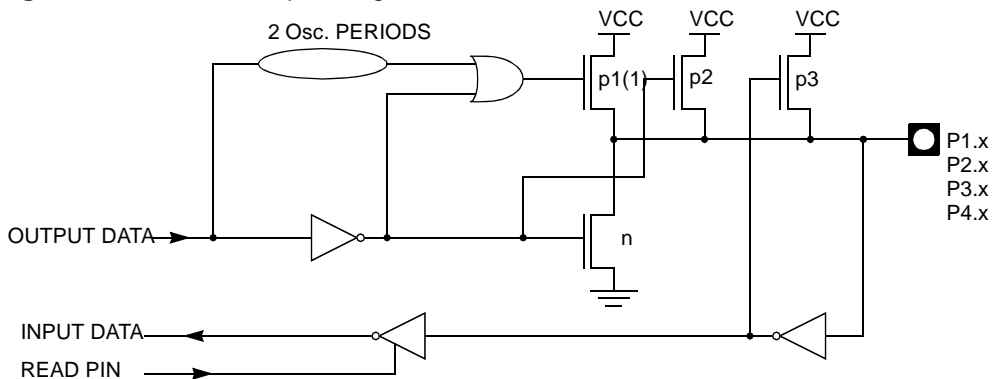 VCC VCC VCC
2 Osc. PERIODS
p1(1) p2 p3
P1.x
P2.x
P3.x
P4.x
OUTPUT DATA
n
INPUT DATA
READ PIN